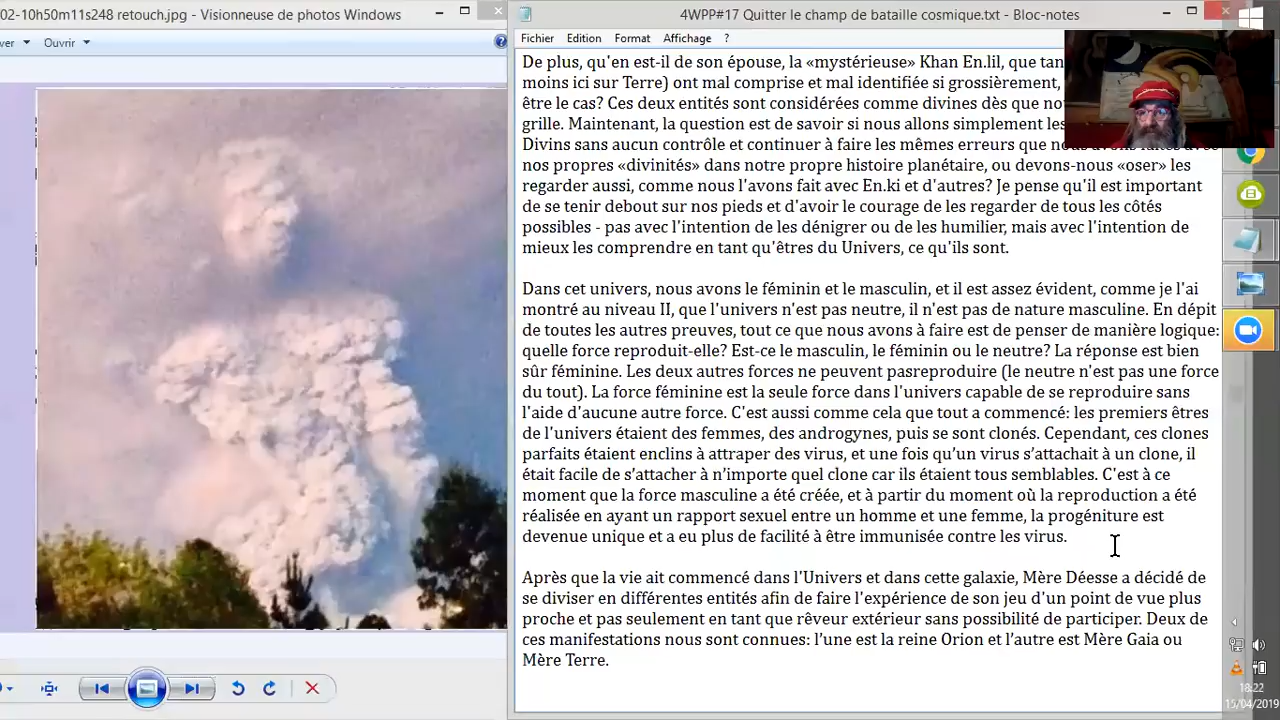 02-10h50m11s248 retouch.jpg - Visionneuse de photos Windows
Ouvrir
4WPP#17 Quitter le champ de bataille cosmique.txt - Bloc-notes
Fichier Edition Format Affichage ?
De plus, qu'en est-il de son épouse, la «mystérieuse» Khan En.lil, que tan
moins ici sur Terre) ont mal comprise et mal identifiée si grossièrement,
être le cas? Ces deux entités sont considérées comme divines dès que no
grille. Maintenant, la question est de savoir si nous allons simplement les
Divins sans aucun contrôle et continuer à faire les mêmes erreurs que nous avons faites avec
nos propres «divinités» dans notre propre histoire planétaire, ou devons-nous «oser» les
regarder aussi, comme nous l'avons fait avec En.ki et d'autres? Je pense qu'il est important
de se tenir debout sur nos pieds et d'avoir le courage de les regarder de tous les côtés
possibles - pas avec l'intention de les dénigrer ou de les humilier, mais avec l'intention de
mieux les comprendre en tant qu'êtres du Univers, ce qu'ils sont.
Dans cet univers, nous avons le féminin et le masculin, et il est assez évident, comme je l'ai
montré au niveau II, que l'univers n'est pas neutre, il n'est pas de nature masculine. En dépit
de toutes les autres preuves, tout ce que nous avons à faire est de penser de manière logique:
quelle force reproduit-elle? Est-ce le masculin, le féminin ou le neutre? La réponse est bien
sûr féminine. Les deux autres forces ne peuvent pasreproduire (le neutre n'est pas une force
du tout). La force féminine est la seule force dans l'univers capable de se reproduire sans
l'aide d'aucune autre force. C'est aussi comme cela que tout a commencé: les premiers êtres
de l'univers étaient des femmes, des androgynes, puis se sont clonés. Cependant, ces clones
parfaits étaient enclins à attraper des virus, et une fois qu’un virus s’attachait à un clone, il
était facile de s’attacher à n’importe quel clone car ils étaient tous semblables. C'est à ce
moment que la force masculine a été créée, et à partir du moment où la reproduction a été
réalisée en ayant un rapport sexuel entre un homme et une femme, la progéniture est
devenue unique et a eu plus de facilité à être immunisée contre les virus.
Après que la vie ait commencé dans l'Univers et dans cette galaxie, Mère Déesse a décidé de
se diviser en différentes entités afin de faire l'expérience de son jeu d'un point de vue plus
proche et pas seulement en tant que rêveur extérieur sans possibilité de participer. Deux de
ces manifestations nous sont connues: l’une est la reine Orion et l’autre est Mère Gaia ou
Mère Terre.
18:22
15/04/2019